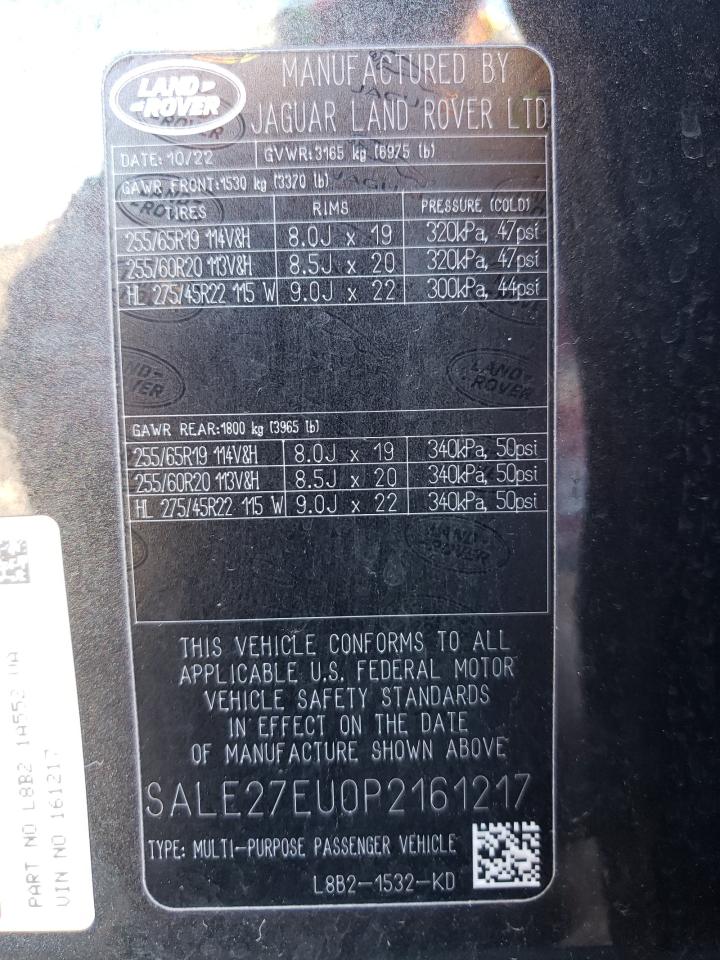 LAND-
-ROVER
MANUFACTURED BY
JAGUAR LAND ROVER LTD
DATE: 10/22 GVWR:3165 kg (6975 lb)
GAWR FRONT:1530 kg (3370 lb)
TIRES RIMS PRESSURE (COLD)
255/65R19 114V&H 8.0J x 19 320kPa, 47psi
255/60R20 113V&H 8.5J x 20 320kPa, 47psi
HL 275/45R22 115 W 9.0J x 22 300kPa, 44psi
GAWR REAR:1800 kg (3965 lb)
255/65R19 114V&H 8.0J x 19 340kPa, 50psi
255/60R20 113V&H 8.5J x 20 340kPa, 50psi
HL 275/45R22 115 W 9.0J x 22 340kPa, 50psi
THIS VEHICLE CONFORMS TO ALL
APPLICABLE U.S. FEDERAL MOTOR
VEHICLE SAFETY STANDARDS
IN EFFECT ON THE DATE
OF MANUFACTURE SHOWN ABOVE
SALE27EU0P2161217
TYPE: MULTI-PURPOSE PASSENGER VEHICLE
L8B2-1532-KD
PART NO L8B2 1A552
VIN NO 161217